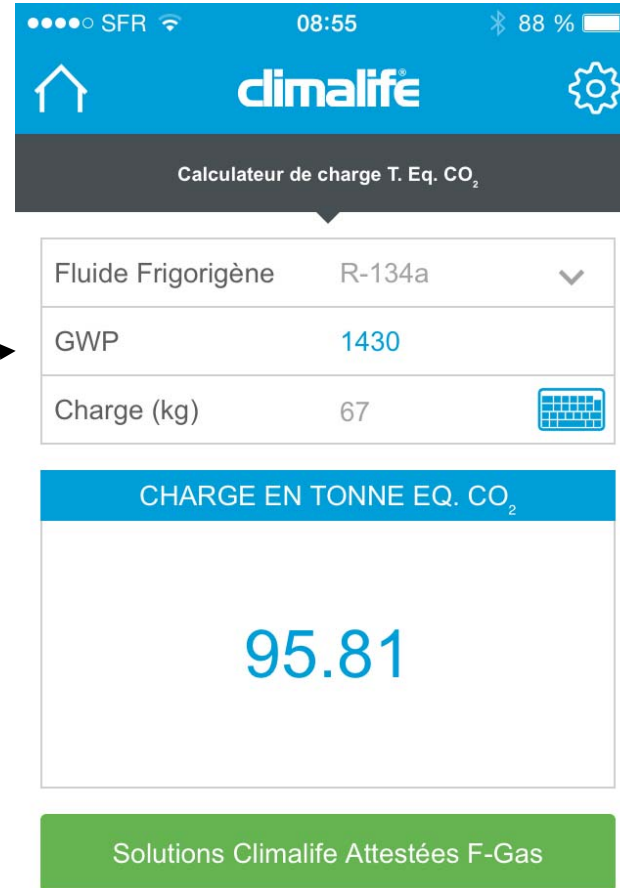 SFR 08:55 88 %
climalife
Calculateur de charge T. Eq. CO₂
Fluide Frigorigène R-134a
GWP 1430
Charge (kg) 67
CHARGE EN TONNE EQ. CO₂
95.81
Solutions Climalife Attestées F-Gas